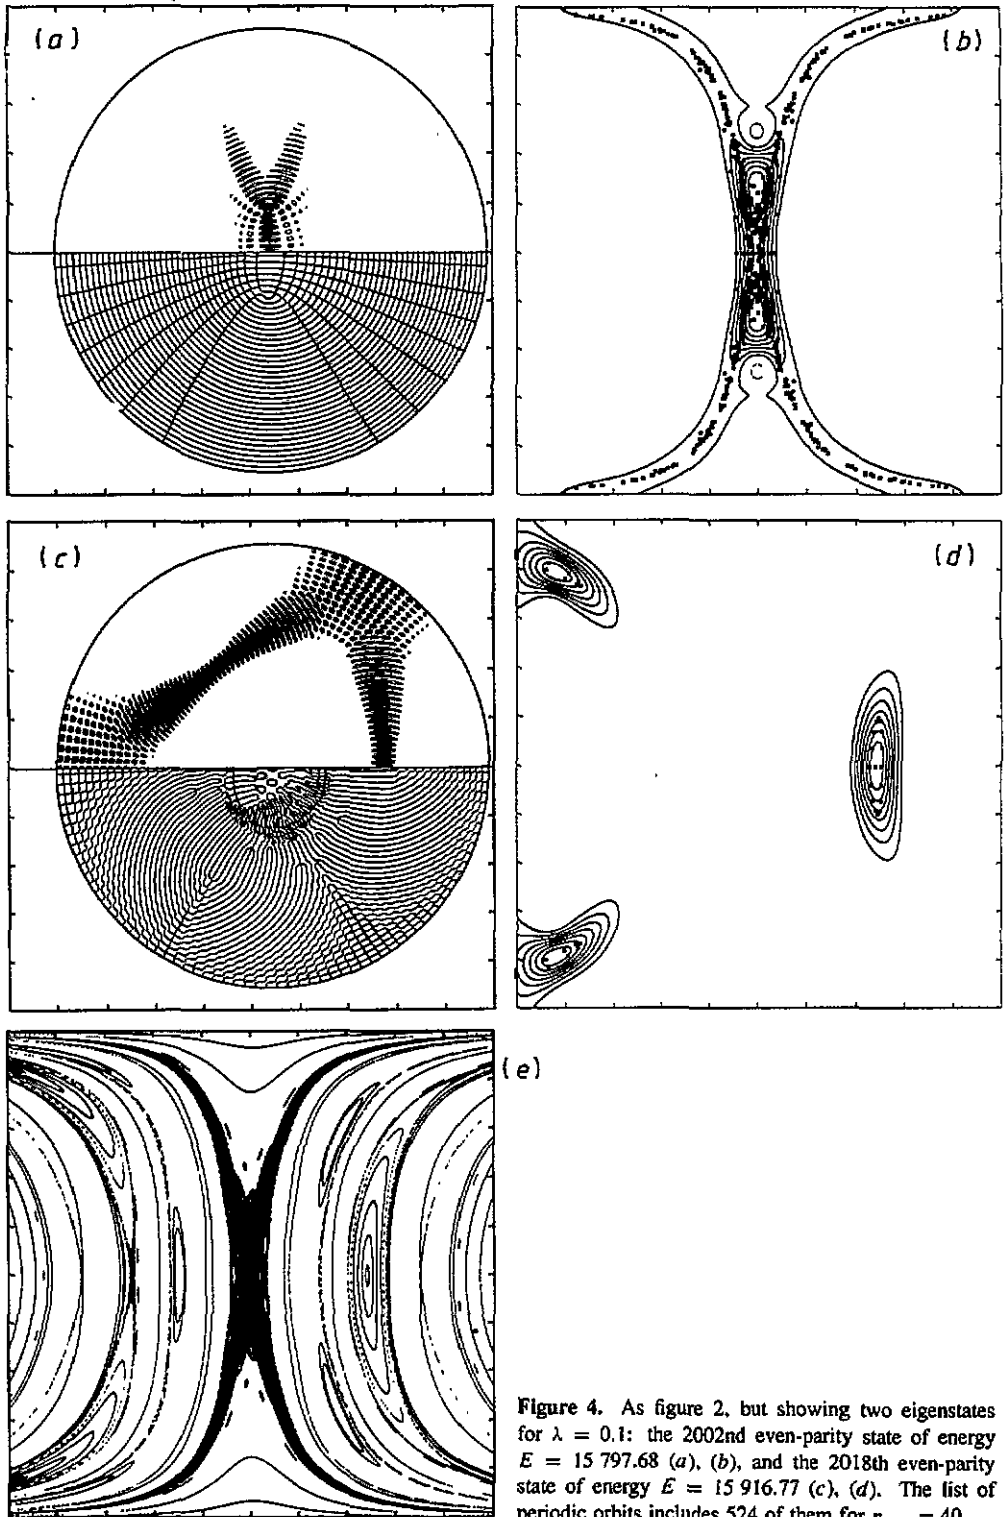 (a)
(b)
(c)
(d)
(e)
Figure 4. As figure 2, but showing two eigenstates
for λ = 0.1: the 2002nd even-parity state of energy
E = 15 797.68 (a), (b), and the 2018th even-parity
state of energy E = 15 916.77 (c), (d). The list of
periodic orbits includes 524 of them for n = 40